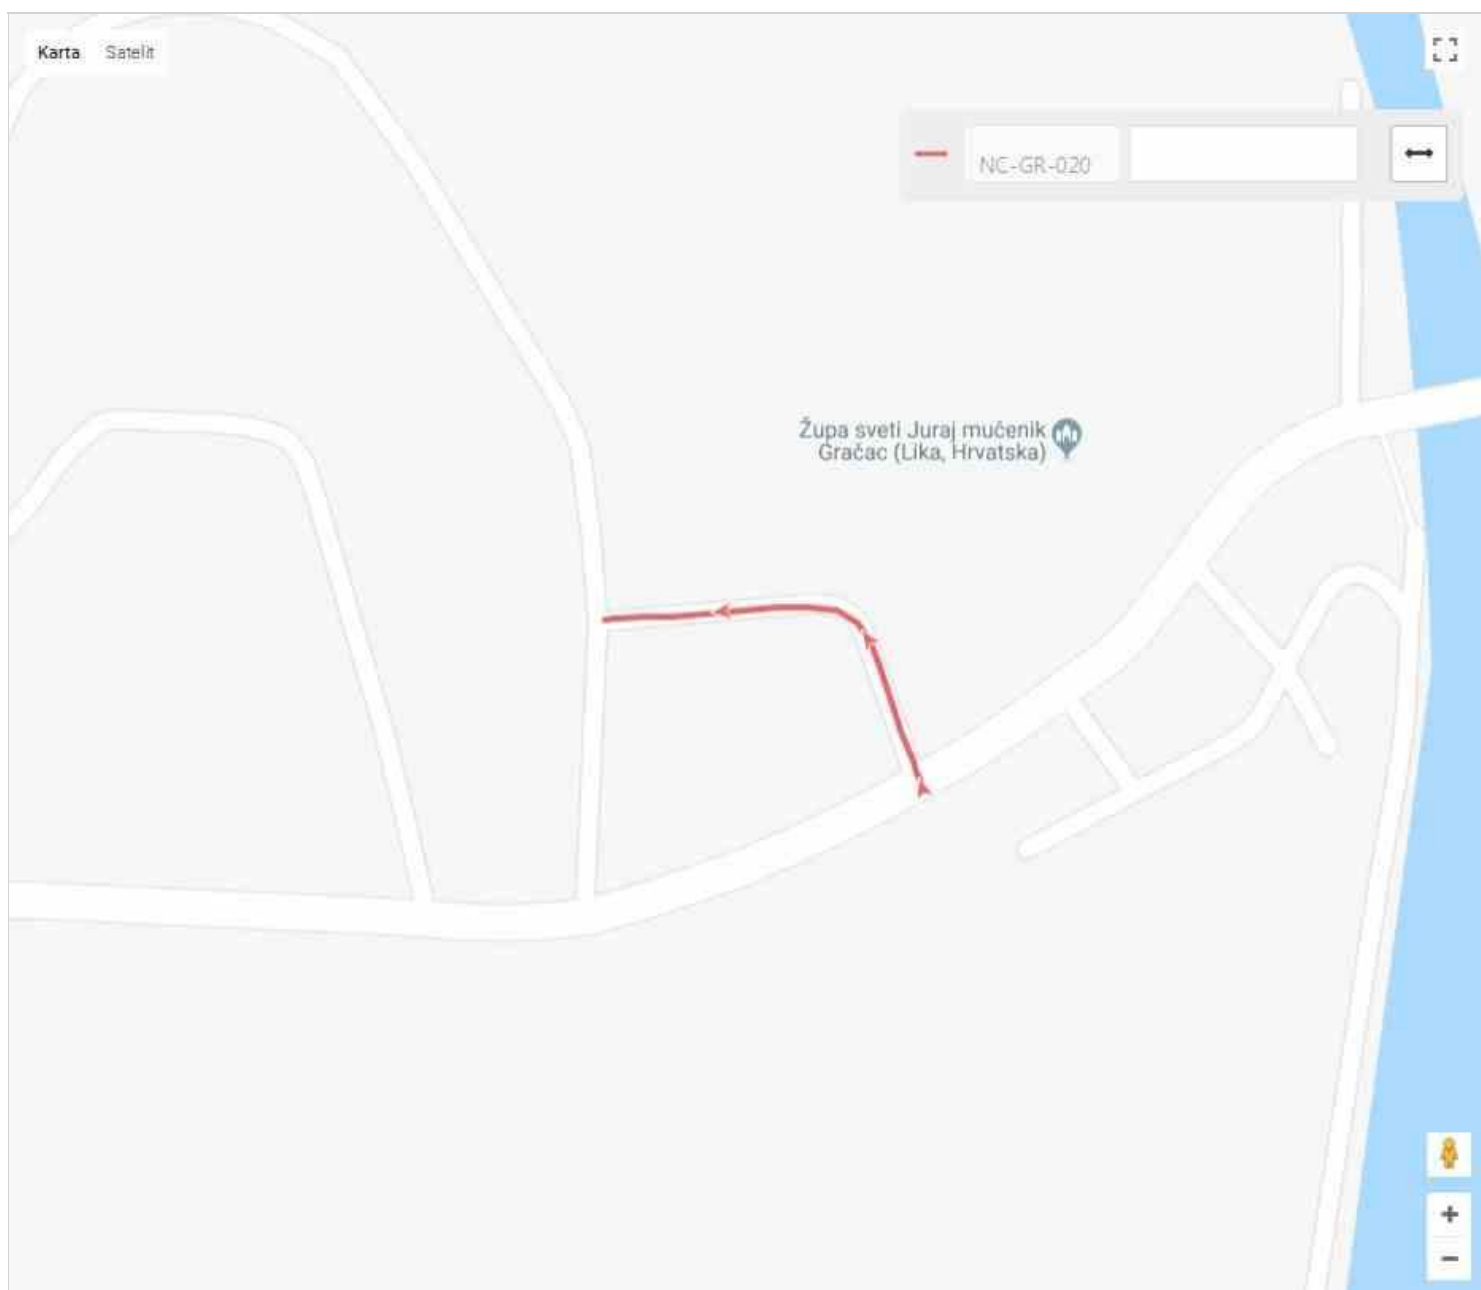 Karta Satelit
NC-GR-020
Župa sveti Juraj mučenik
Gračac (Lika, Hrvatska)